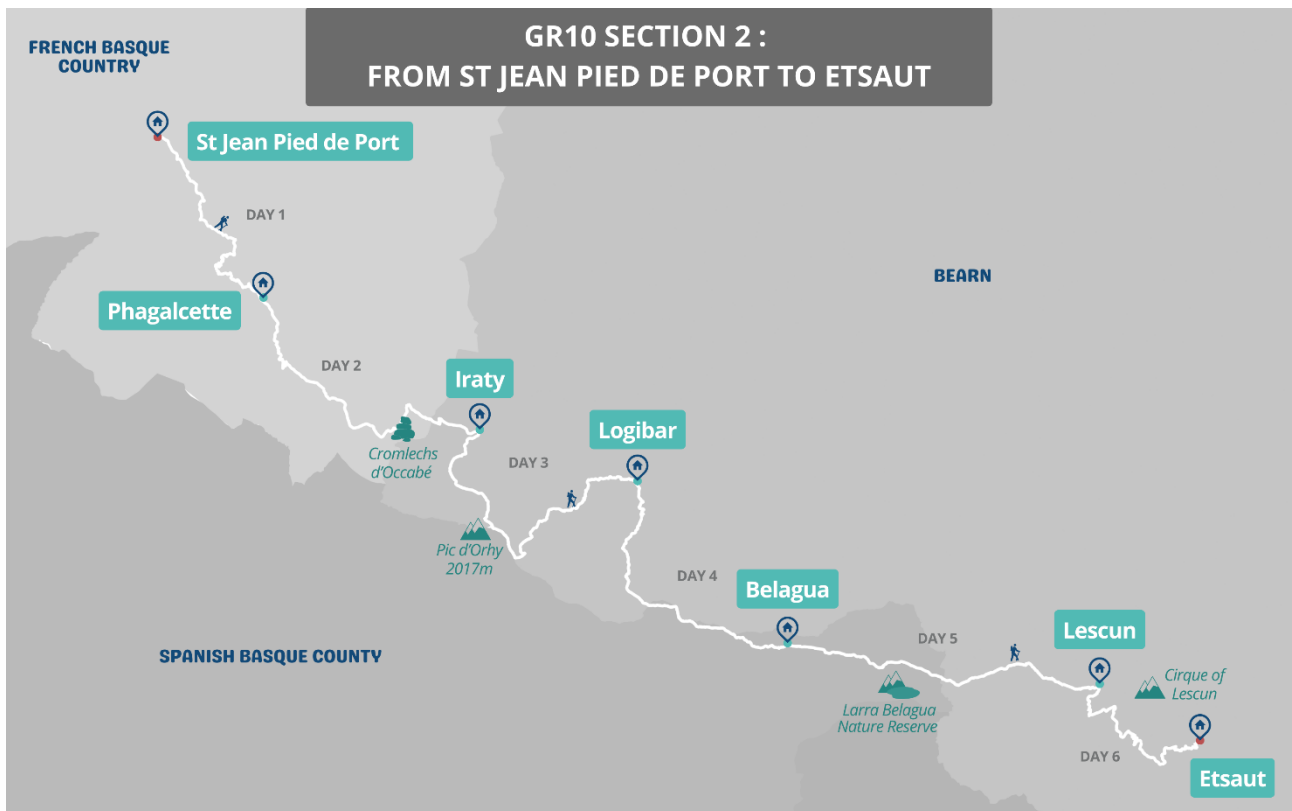 GR10 SECTION 2 :
FROM ST JEAN PIED DE PORT TO ETSAUT
FRENCH BASQUE
COUNTRY
St Jean Pied de Port
DAY 1
BEARN
Phagalcette
DAY 2
Iraty
Logibar
Cromlechs
d'Occabé
DAY 3
Pic d'Orhy
2017m
DAY 4
Belagua
SPANISH BASQUE COUNTY
DAY 5
Lescun
Larra Belagua
Nature Reserve
Cirque of
Lescun
DAY 6
Etsaut